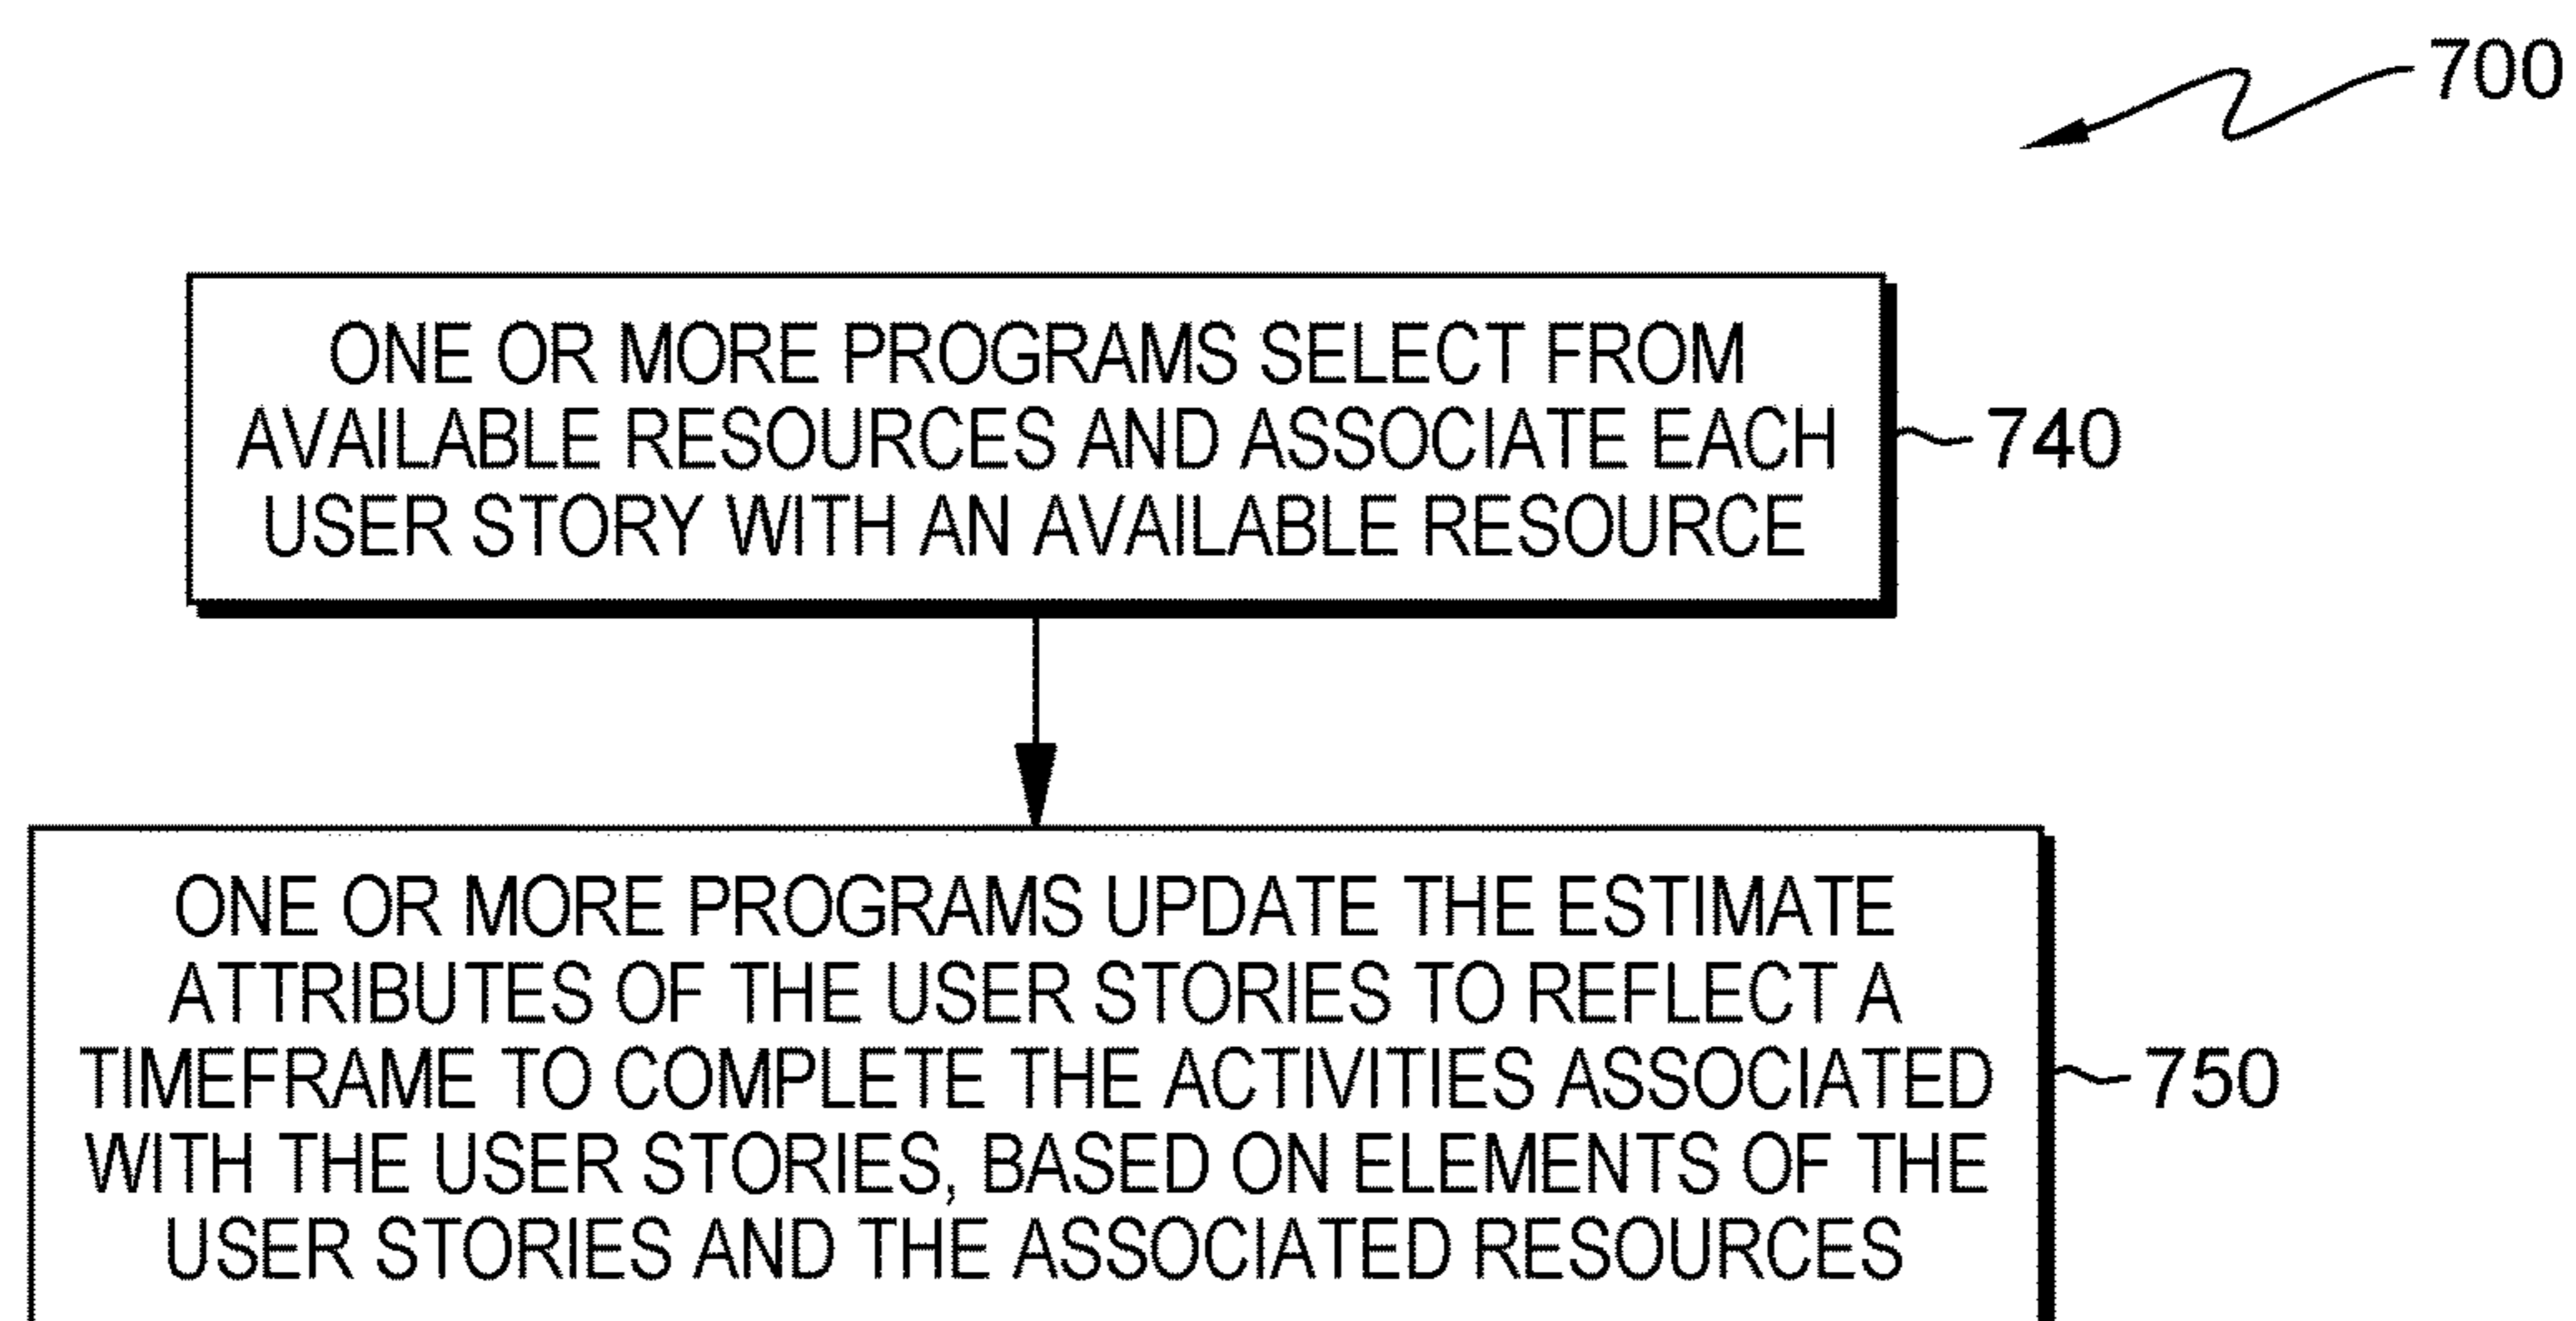 700
ONE OR MORE PROGRAMS SELECT FROM
AVAILABLE RESOURCES AND ASSOCIATE EACH
USER STORY WITH AN AVAILABLE RESOURCE
740
ONE OR MORE PROGRAMS UPDATE THE ESTIMATE
ATTRIBUTES OF THE USER STORIES TO REFLECT A
TIMEFRAME TO COMPLETE THE ACTIVITIES ASSOCIATED
WITH THE USER STORIES, BASED ON ELEMENTS OF THE
USER STORIES AND THE ASSOCIATED RESOURCES
750